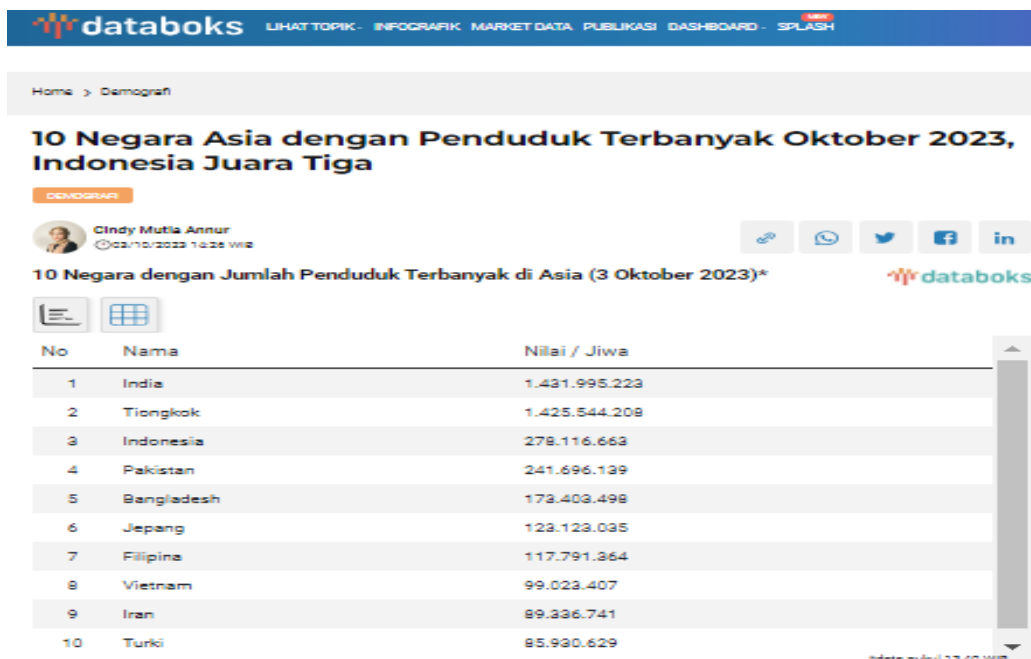 databoks LIHAT TOPIK INFOGRAFIK MARKET DATA PUBLIKASI DASHBOARD SPLASH
NEW
Home > Demografi
10 Negara Asia dengan Penduduk Terbanyak Oktober 2023,
Indonesia Juara Tiga
DEMOGRAFI
Cindy Mutia Annur
03/10/2023 14:26 WIB
10 Negara dengan Jumlah Penduduk Terbanyak di Asia (3 Oktober 2023)*
databoks
No Nama Nilai / Jiwa
1 India 1.431.995.223
2 Tiongkok 1.425.544.208
3 Indonesia 278.116.663
4 Pakistan 241.696.139
5 Bangladesh 173.403.498
6 Jepang 123.123.035
7 Filipina 117.791.364
8 Vietnam 99.023.407
9 Iran 89.336.741
10 Turki 85.930.629